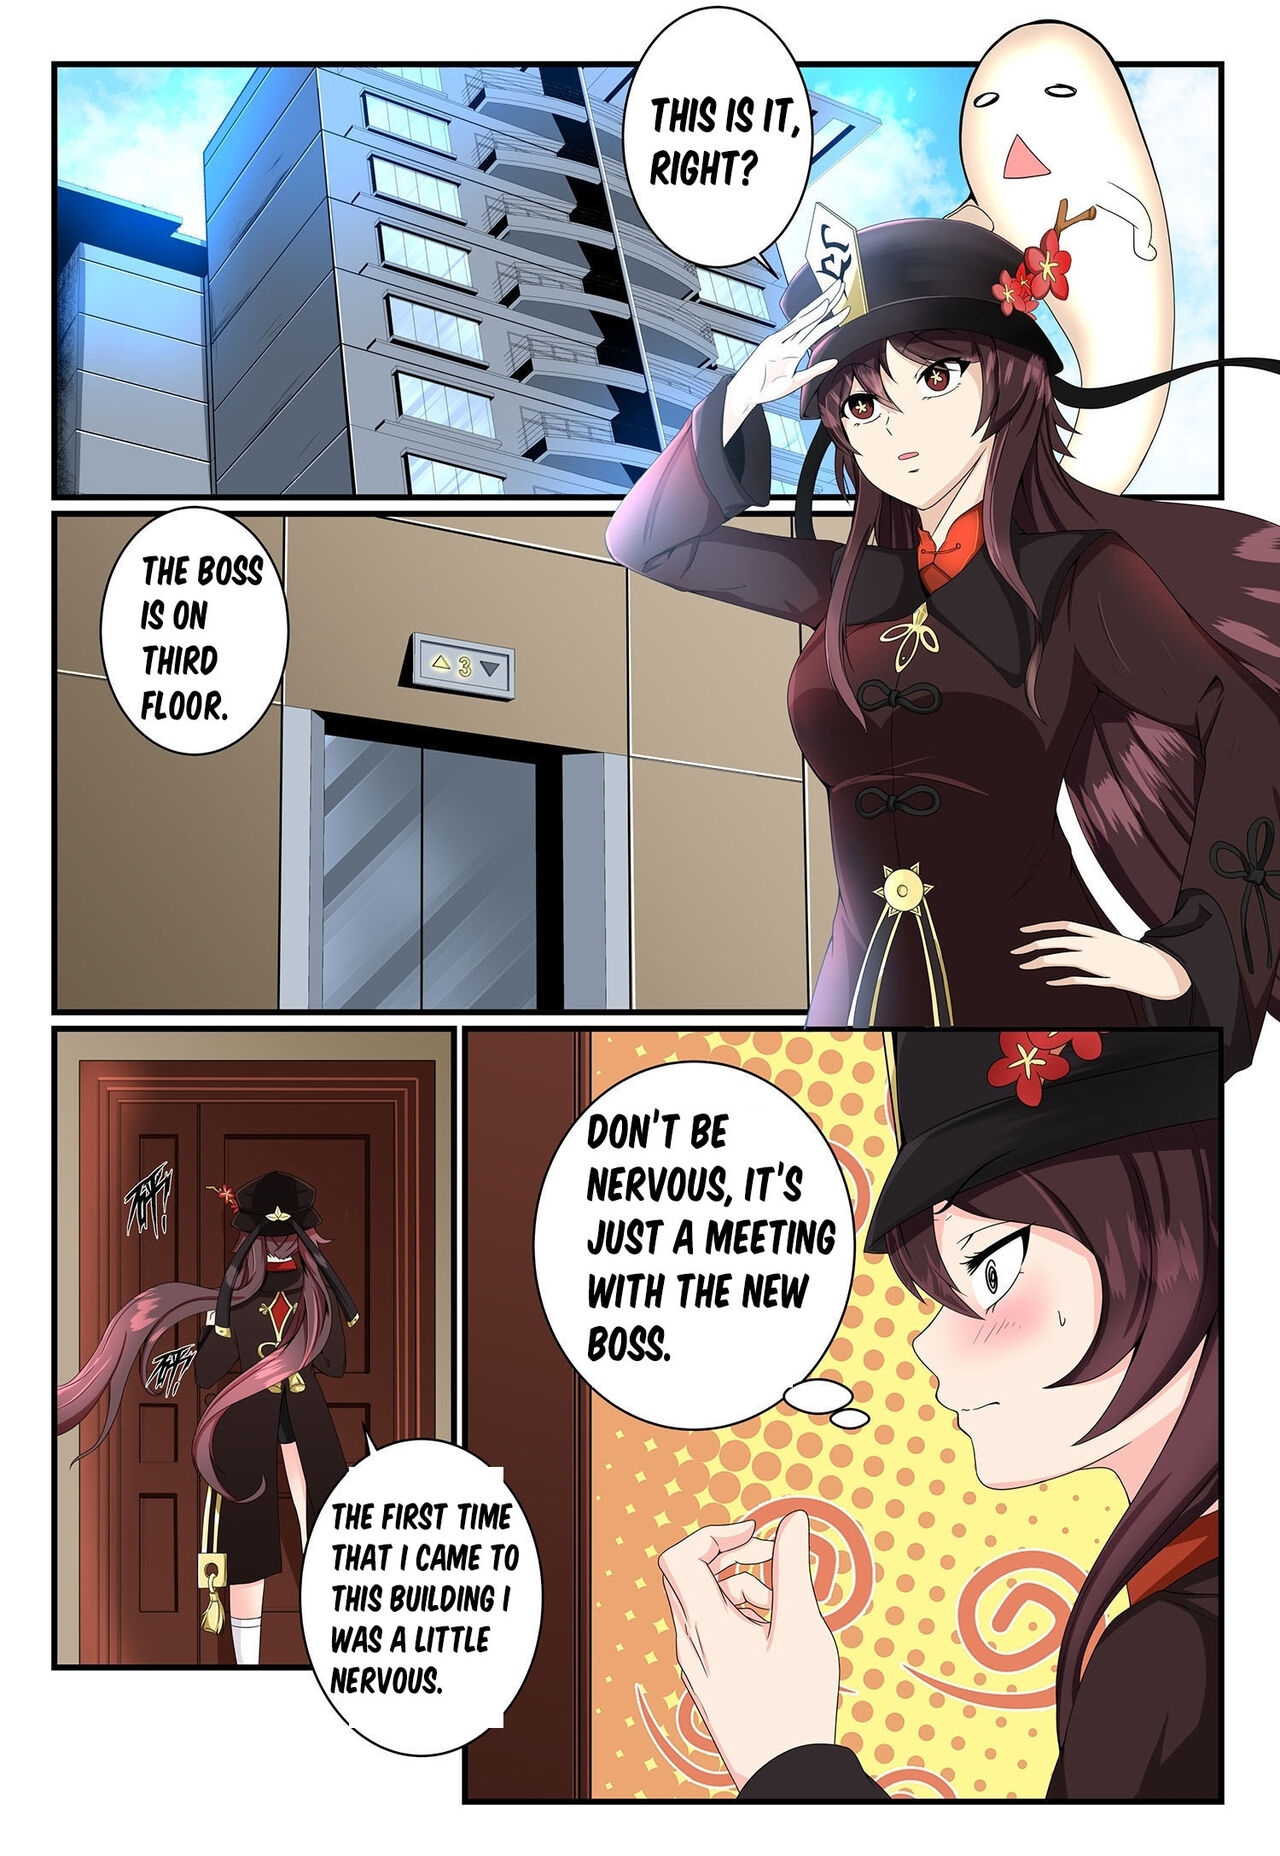 THIS IS IT,
RIGHT?
THE BOSS
IS ON
THIRD
FLOOR.
3
THE FIRST TIME
THAT I CAME TO
THIS BUILDING I
WAS A LITTLE
NERVOUS.
DON'T BE
NERVOUS, IT'S
JUST A MEETING
WITH THE NEW
BOSS.